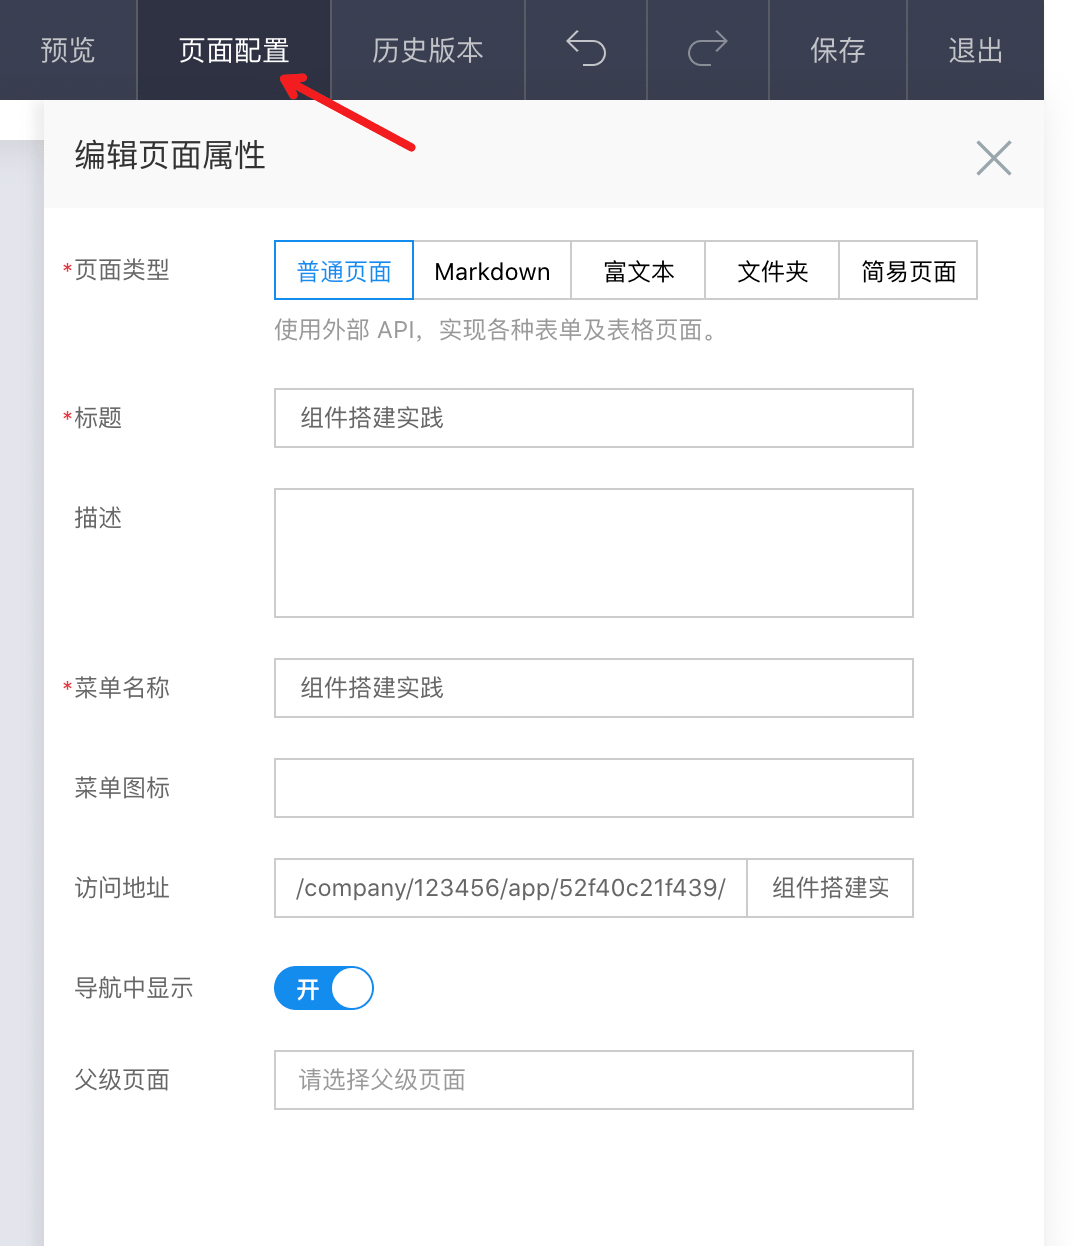 预览 页面配置 历史版本 保存 退出
编辑页面属性
*页面类型 普通页面 Markdown 富文本 文件夹 简易页面
使用外部 API，实现各种表单及表格页面。
*标题 组件搭建实践
描述
*菜单名称 组件搭建实践
菜单图标
访问地址 /company/123456/app/52f40c21f439/ 组件搭建实
导航中显示 开
父级页面 请选择父级页面